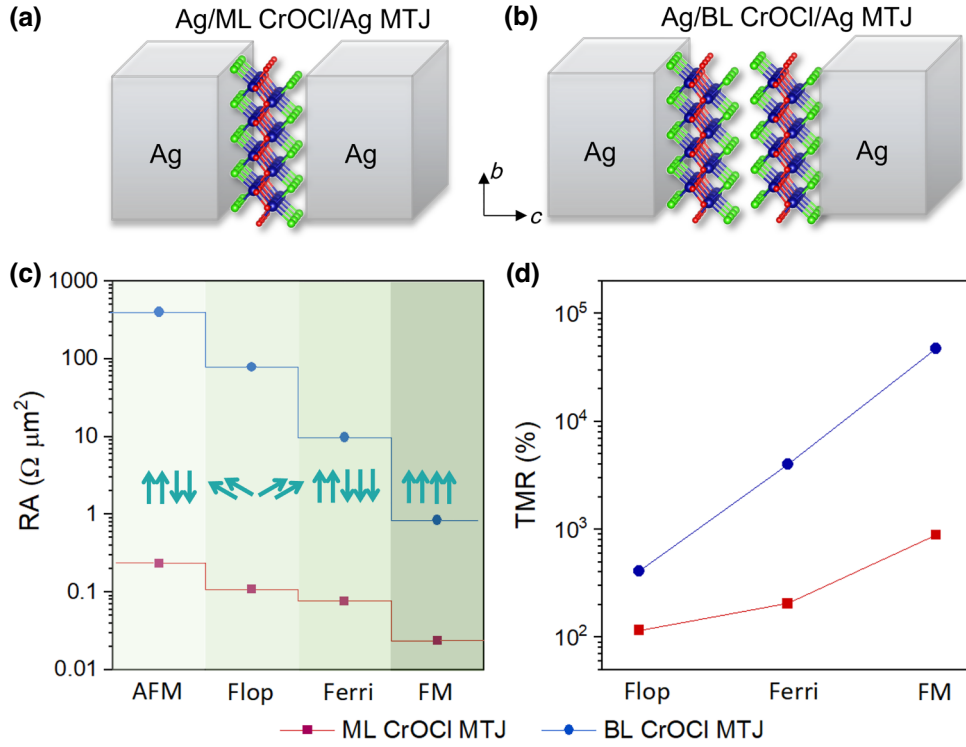 (a) Ag/ML CrOCl/Ag MTJ
Ag
Ag
(b) Ag/BL CrOCl/Ag MTJ
Ag
Ag
b
c
(c)
RA (Ω μm²)
1000
100
10
1
0.1
0.01
AFM Flop Ferri FM
(d)
TMR (%)
10⁵
10⁴
10³
10²
Flop Ferri FM
ML CrOCl MTJ BL CrOCl MTJ